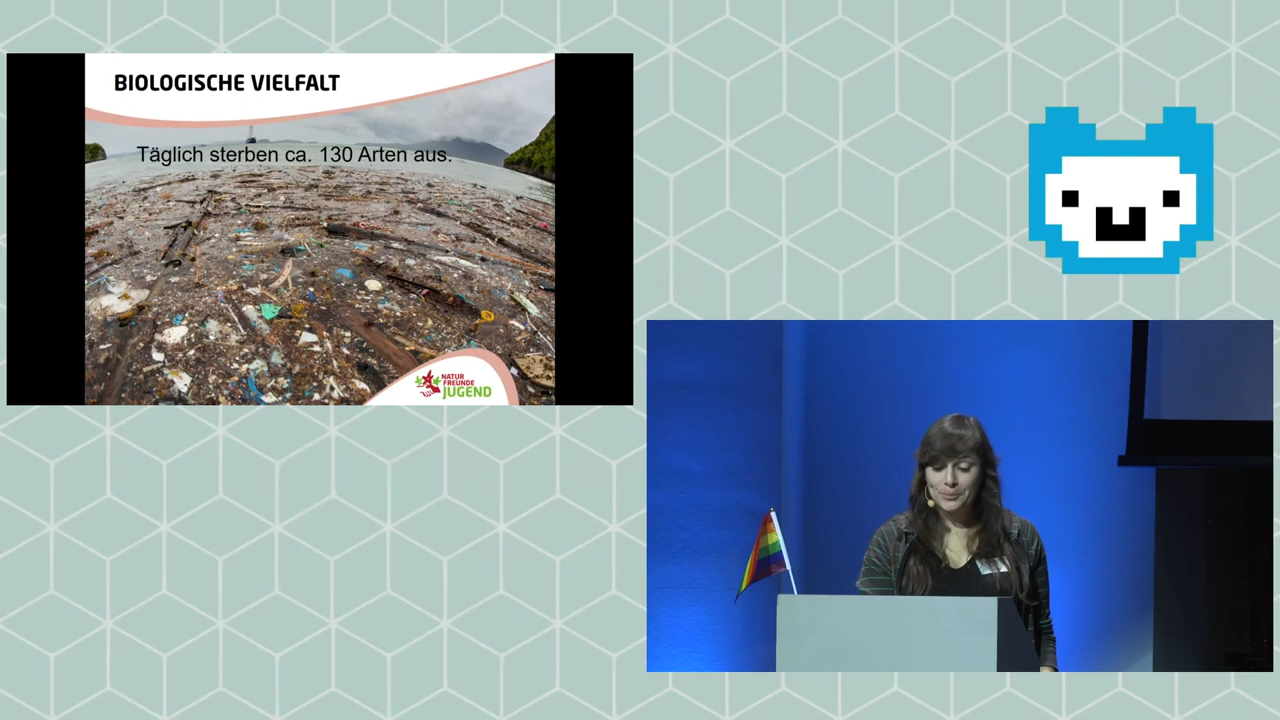 BIOLOGISCHE VIELFALT
Täglich sterben ca. 130 Arten aus.
NATUR
FREUNDE
JUGEND